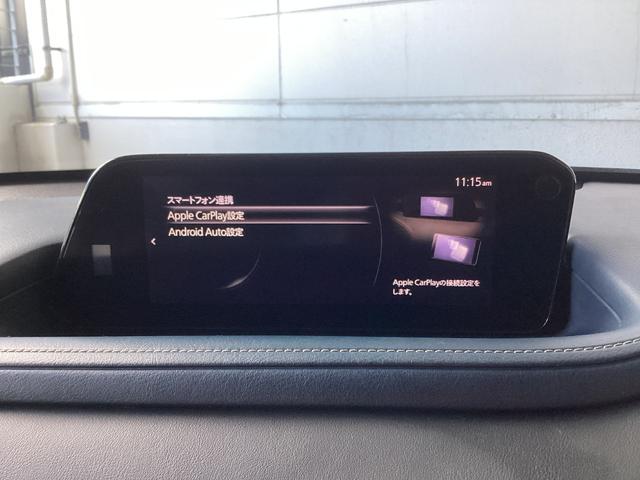 11:15am
スマートフォン連携
Apple CarPlay設定
Android Auto設定
Apple CarPlayの接続設定を
します。